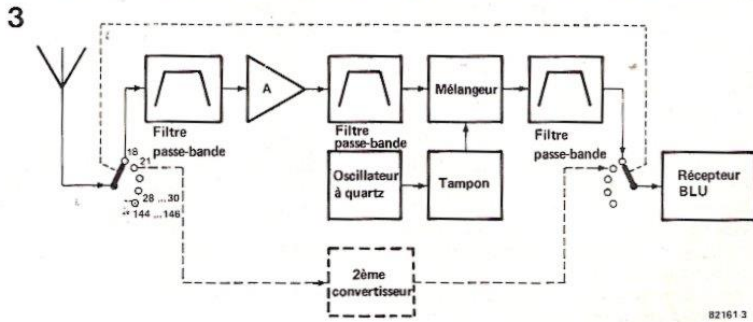 3
A
Mélangeur
Filtre
passe-bande
Filtre
passe-bande
Filtre
passe-bande
18
21
28 ... 30
144 ... 146
Oscillateur
à quartz
Tampon
Récepteur
BLU
2ème
convertisseur
82161 3